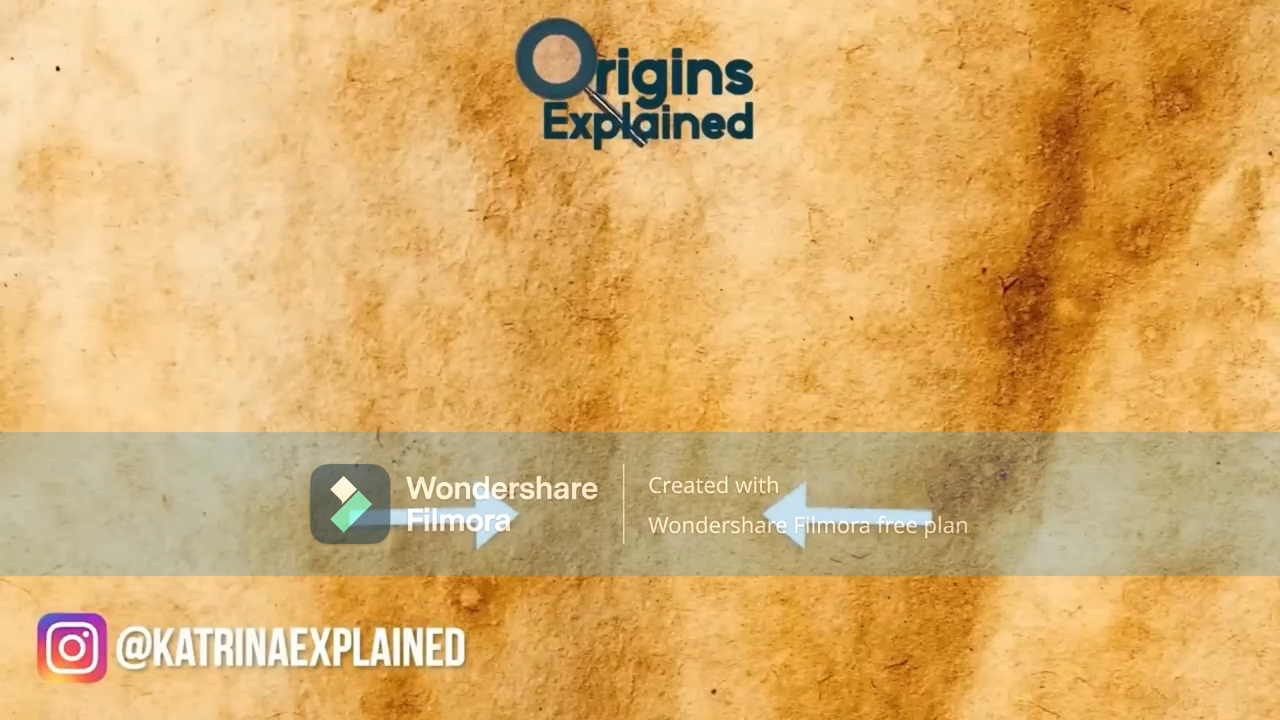 Origins
Explained
Wondershare
Filmora
Created with
Wondershare Filmora free plan
@KATRINAEXPLAINED